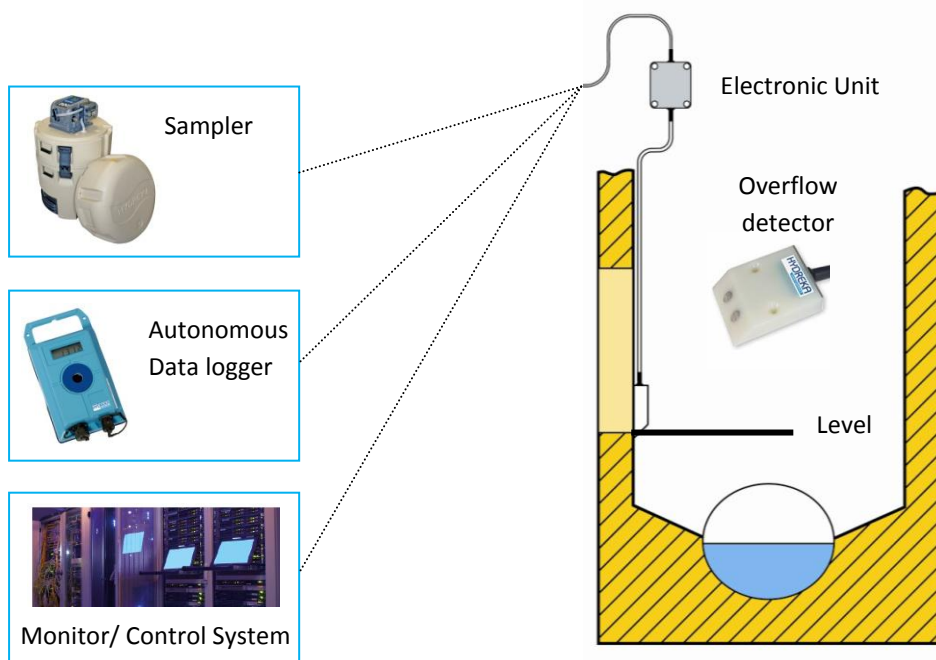 Sampler
Electronic Unit
Overflow
detector
HYDREKA
Autonomous
Data logger
Level
Monitor/ Control System